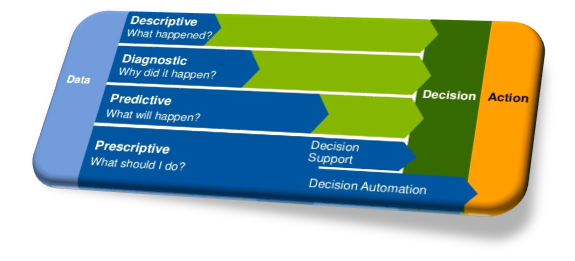 Data
Descriptive
What happened?
Diagnostic
Why did it happen?
Predictive
What will happen?
Prescriptive
What should I do?
Decision
Support
Decision Automation
Decision
Action